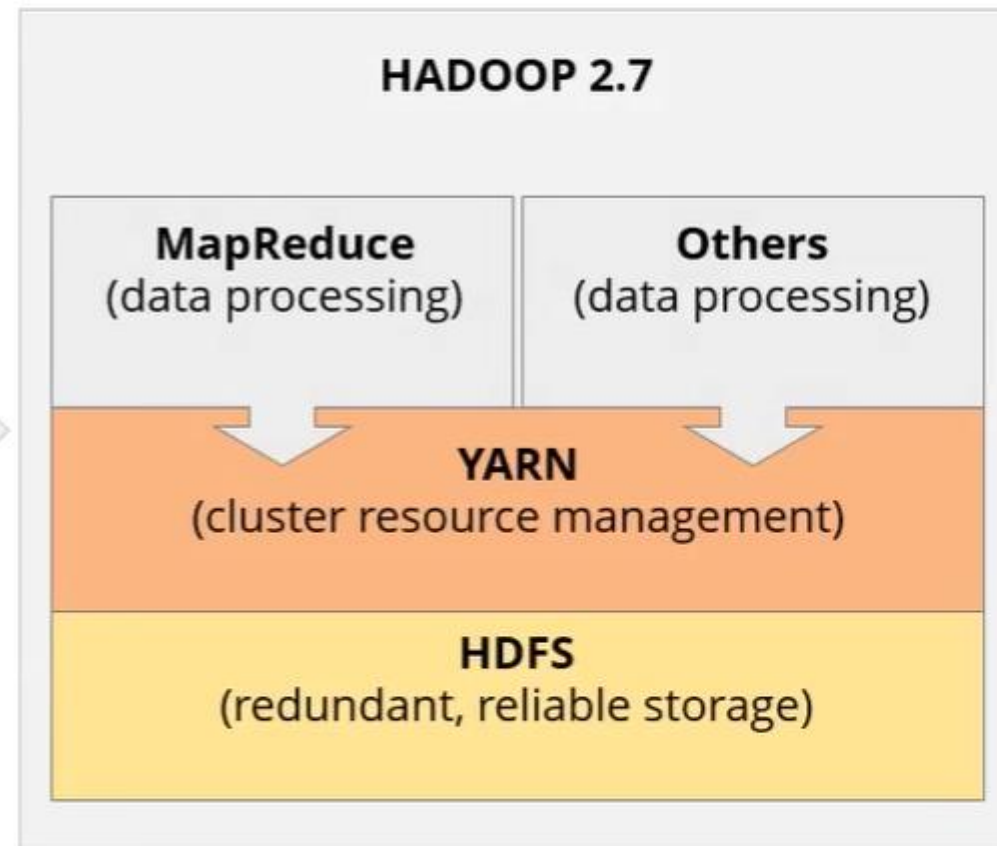 HADOOP 2.7
MapReduce
(data processing)
Others
(data processing)
YARN
(cluster resource management)
HDFS
(redundant, reliable storage)